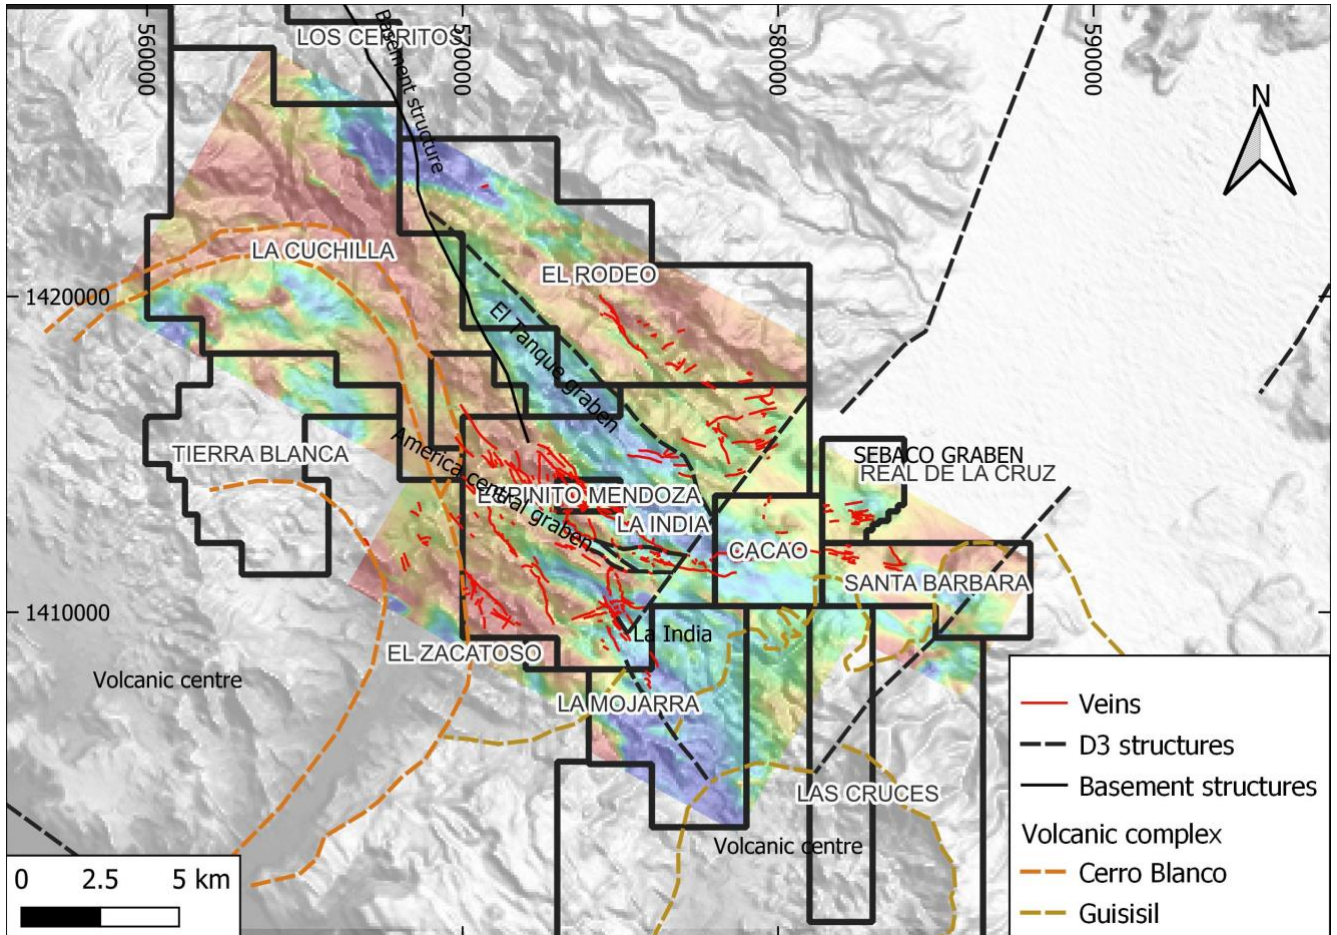 LOS CERRITOS
560000
570000
580000
590000
Basement structure
N
LA CUCHILLA
EL RODEO
1420000
El Tanque graben
TIERRA BLANCA
America central graben
SEBACO GRABEN
REAL DE LA CRUZ
ESPINITO MENDOZA
LA INDIA
CACAO
SANTA BARBARA
1410000
La India
EL ZACATOSO
Volcanic centre
LA MOJARRA
LAS CRUCES
Volcanic centre
Veins
D3 structures
Basement structures
Volcanic complex
Cerro Blanco
Guisisil
0 2.5 5 km